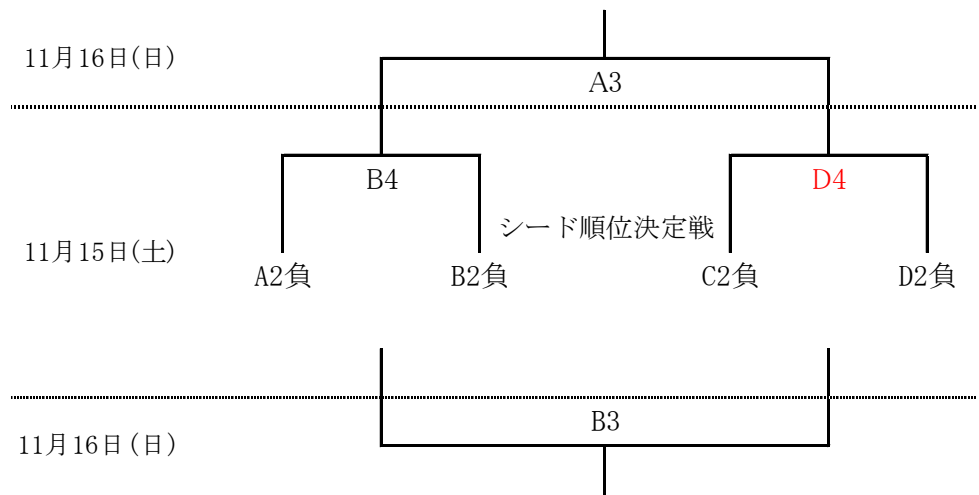 11月16日(日)
A3
B4
D4
シード順位決定戦
11月15日(土)
A2負
B2負
C2負
D2負
B3
11月16日(日)